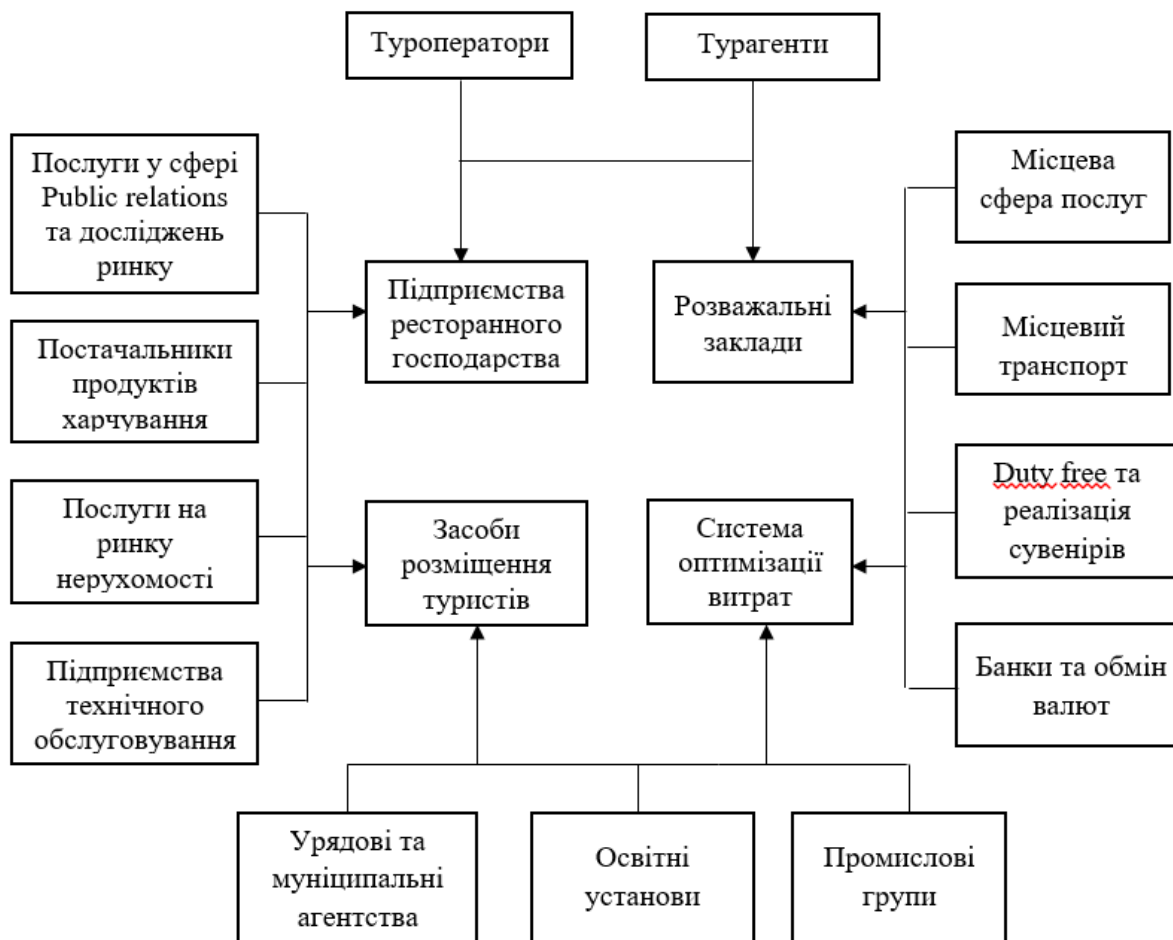 Туроператори
Турагенти
Послуги у сфері
Public relations
та досліджень
ринку
Місцева
сфера послуг
Підприємства
ресторанного
господарства
Розважальні
заклади
Постачальники
продуктів
харчування
Місцевий
транспорт
Послуги на
ринку
нерухомості
Засоби
розміщення
туристів
Система
оптимізації
витрат
Duty free та
реалізація
сувенірів
Підприємства
технічного
обслуговування
Банки та обмін
валют
Урядові та
муніципальні
агентства
Освітні
установи
Промислові
групи